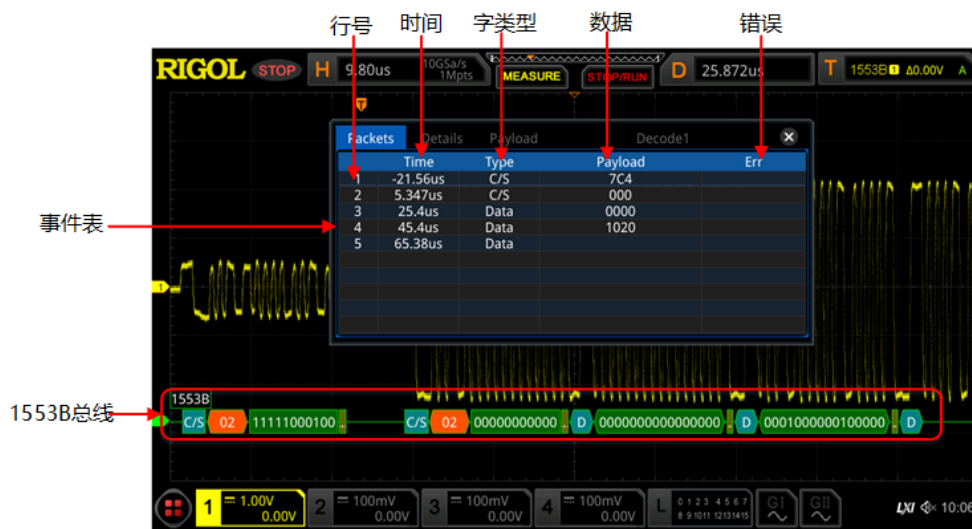 行号 时间 字类型 数据 错误
RIGOL STOP H 9.80us 10GSa/s 1Mpts MEASURE STOP/RUN D 25.872us T 1553B 1 Δ0.00V A
T
Packets Details Payload Decode1
Time Type Payload Err
1 -21.56us C/S 7C4
2 5.347us C/S 000
3 25.4us Data 0000
4 45.4us Data 1020
5 65.38us Data
事件表
1
1553B
1553B总线
C/S 02 11111000100 C/S 02 00000000000 D 0000000000000000 D 0001000000100000 D
1 1.00V 0.00V 2 100mV 0.00V 3 100mV 0.00V 4 100mV 0.00V L 0 1 2 3 4 5 6 7 8 9 10 11 12 13 14 15 GI GII LXI